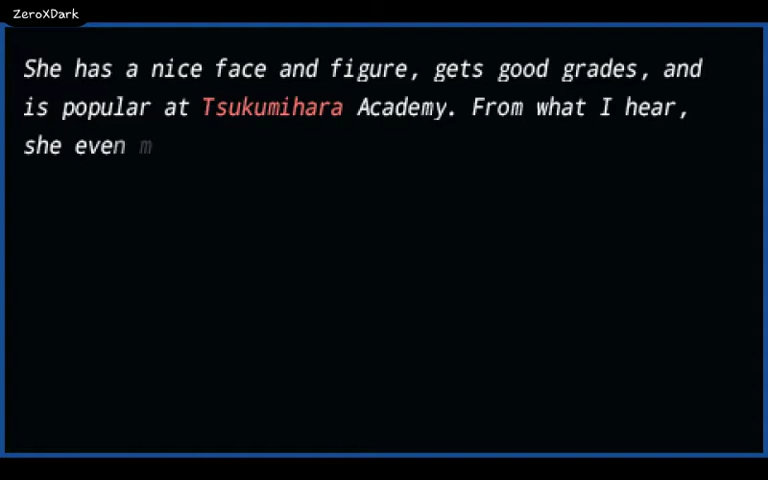 ZeroXDark
She has a nice face and figure, gets good grades, and
is popular at Tsukumihara Academy. From what I hear,
she even m